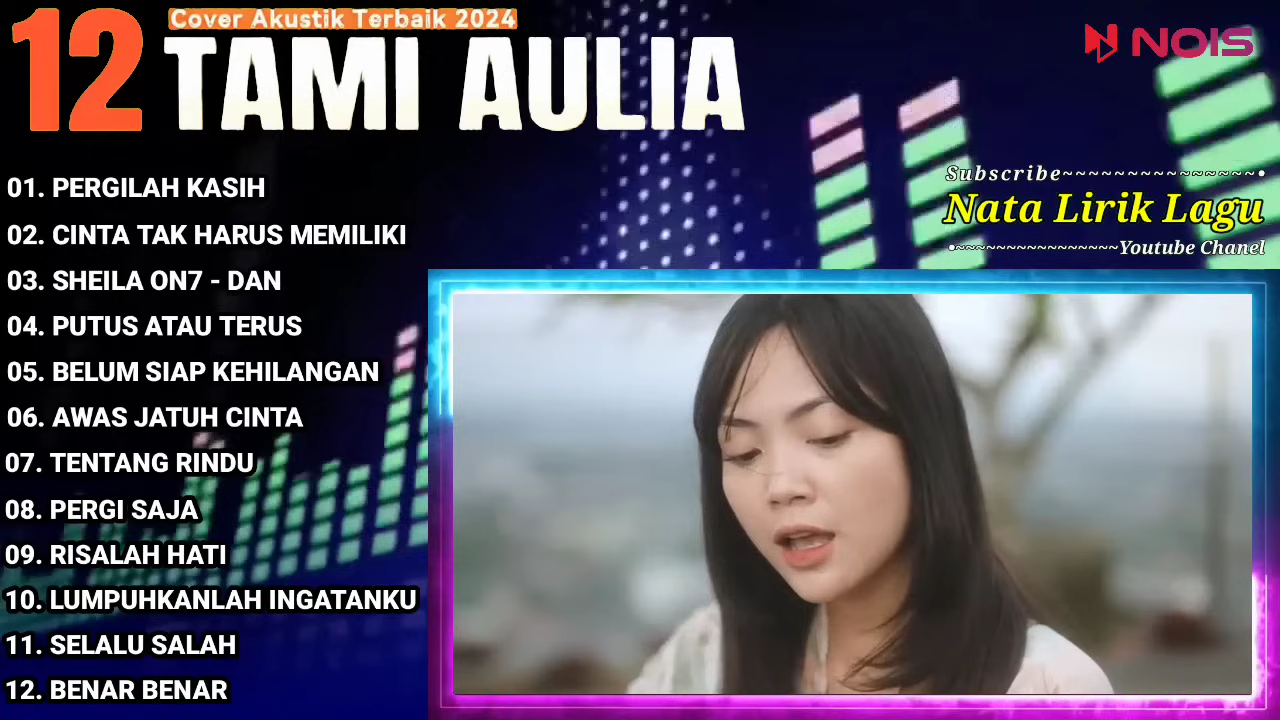 12
Cover Akustik Terbaik 2024
TAMI AULIA
NOIS
Subscribe~~~~~~~~~~~~~~~•
Nata Lirik Lagu
•~~~~~~~~~~~~~~~~Youtube Chanel
01. PERGILAH KASIH
02. CINTA TAK HARUS MEMILIKI
03. SHEILA ON7 - DAN
04. PUTUS ATAU TERUS
05. BELUM SIAP KEHILANGAN
06. AWAS JATUH CINTA
07. TENTANG RINDU
08. PERGI SAJA
09. RISALAH HATI
10. LUMPUHKANLAH INGATANKU
11. SELALU SALAH
12. BENAR BENAR